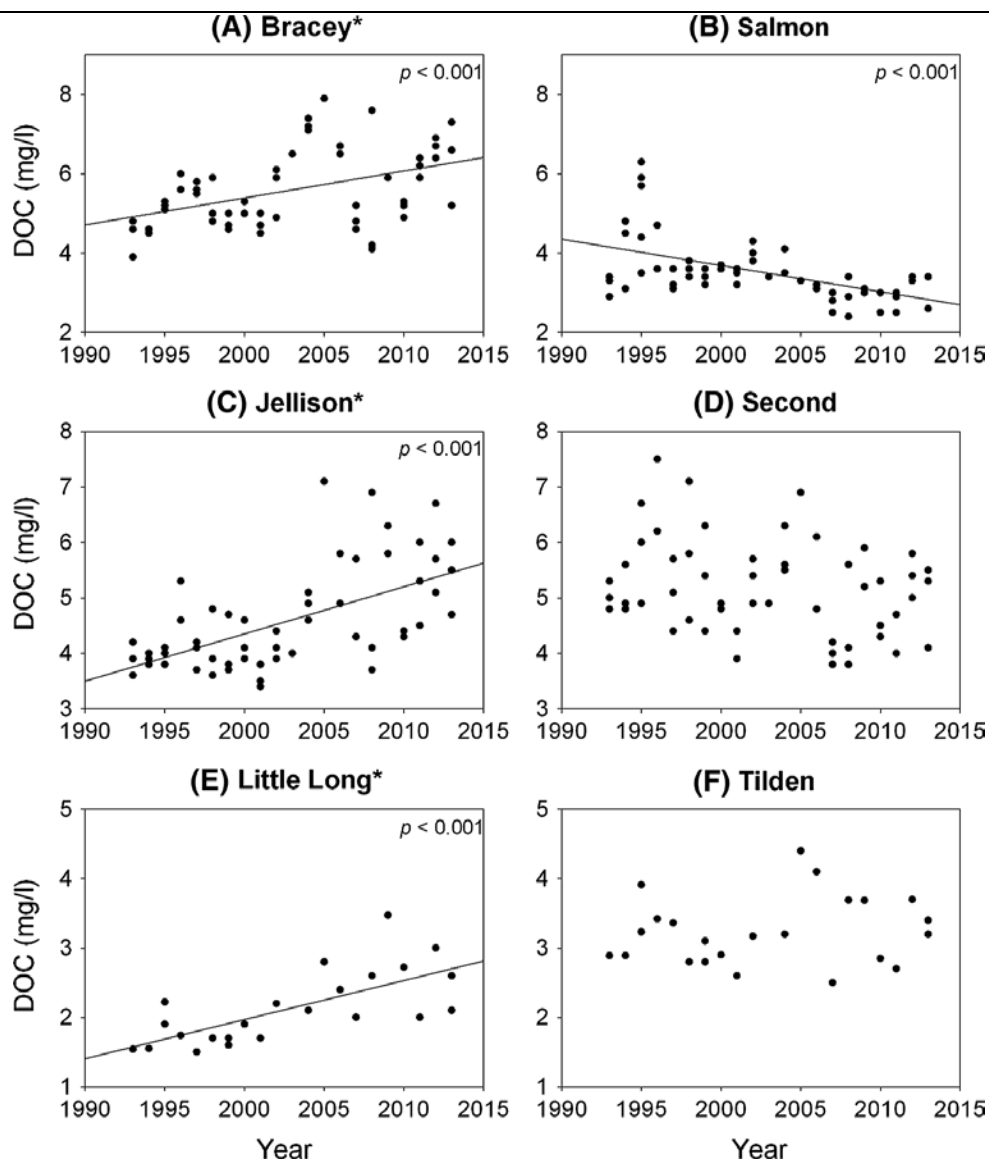 (A) Bracey*
(B) Salmon
p < 0.001
p < 0.001
8
6
4
2
DOC (mg/l)
1990 1995 2000 2005 2010 2015
8
6
4
2
1990 1995 2000 2005 2010 2015
(C) Jellison*
(D) Second
p < 0.001
8
7
6
5
4
3
DOC (mg/l)
1990 1995 2000 2005 2010 2015
8
7
6
5
4
3
1990 1995 2000 2005 2010 2015
(E) Little Long*
(F) Tilden
p < 0.001
5
4
3
2
1
DOC (mg/l)
1990 1995 2000 2005 2010 2015
Year
5
4
3
2
1
1990 1995 2000 2005 2010 2015
Year